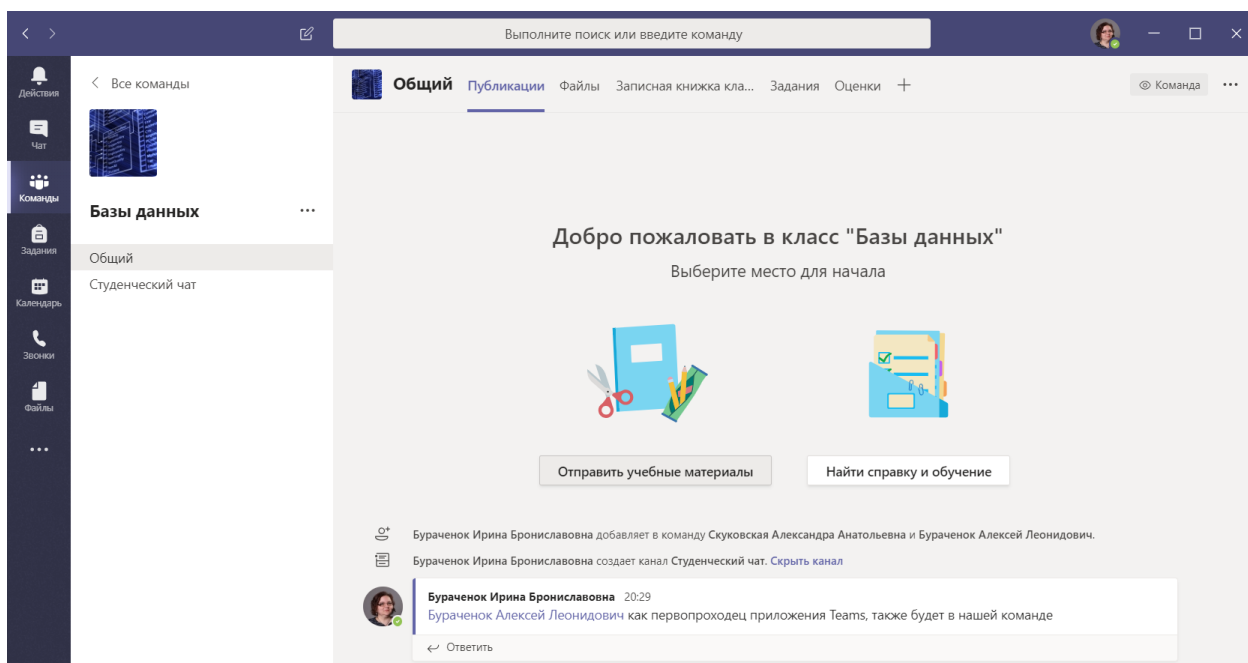 Выполните поиск или введите команду
Действия
Чат
Команды
Задания
Календарь
Звонки
Файлы
Все команды
Базы данных
Общий
Студенческий чат
Общий Публикации Файлы Записная книжка кла... Задания Оценки
Команда
Добро пожаловать в класс "Базы данных"
Выберите место для начала
Отправить учебные материалы Найти справку и обучение
Бураченок Ирина Брониславовна добавляет в команду Скуковская Александра Анатольевна и Бураченок Алексей Леонидович.
Бураченок Ирина Брониславовна создает канал Студенческий чат. Скрыть канал
Бураченок Ирина Брониславовна 20:29
Бураченок Алексей Леонидович как первопроходец приложения Teams, также будет в нашей команде
Ответить